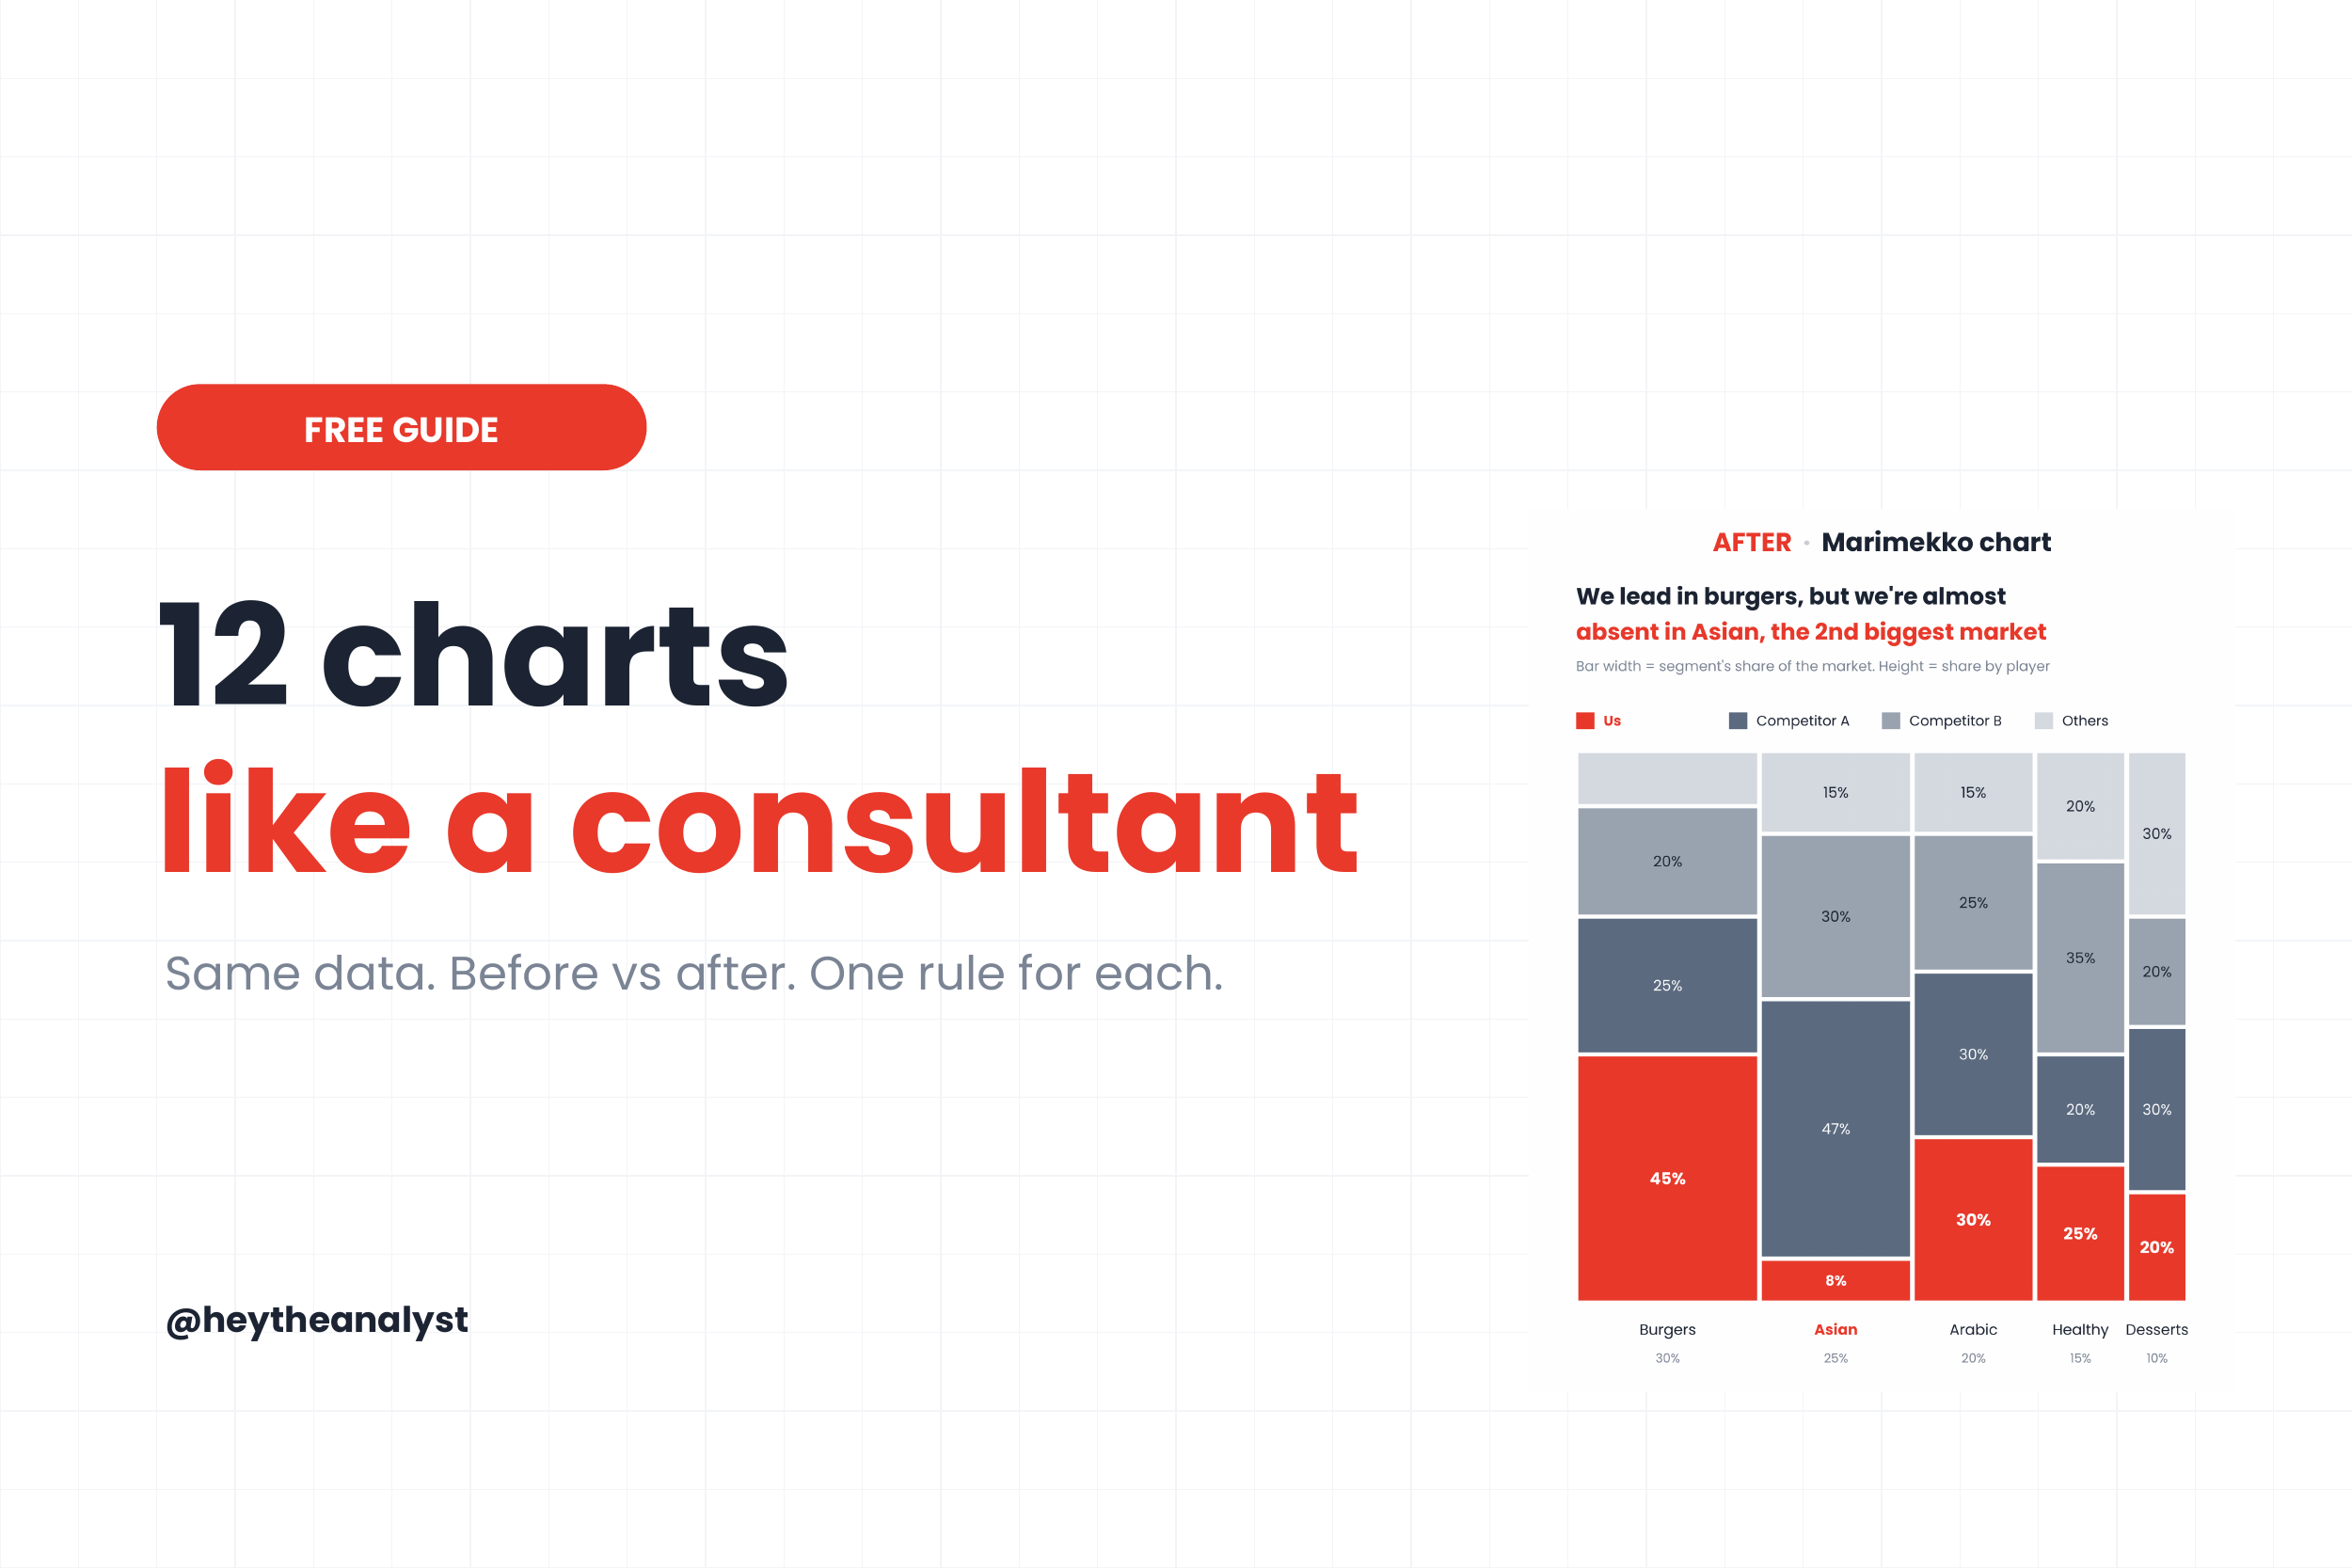 FREE GUIDE
12 charts
like a consultant
Same data. Before vs after. One rule for each.
@heytheanalyst
AFTER • Marimekko chart
We lead in burgers, but we're almost
absent in Asian, the 2nd biggest market
Bar width = segment's share of the market. Height = share by player
Us Competitor A Competitor B Others
15% 15% 20% 30%
20% 30% 25% 35% 20%
25% 47% 30% 20% 30%
45% 8% 30% 25% 20%
Burgers Asian Arabic Healthy Desserts
30% 25% 20% 15% 10%